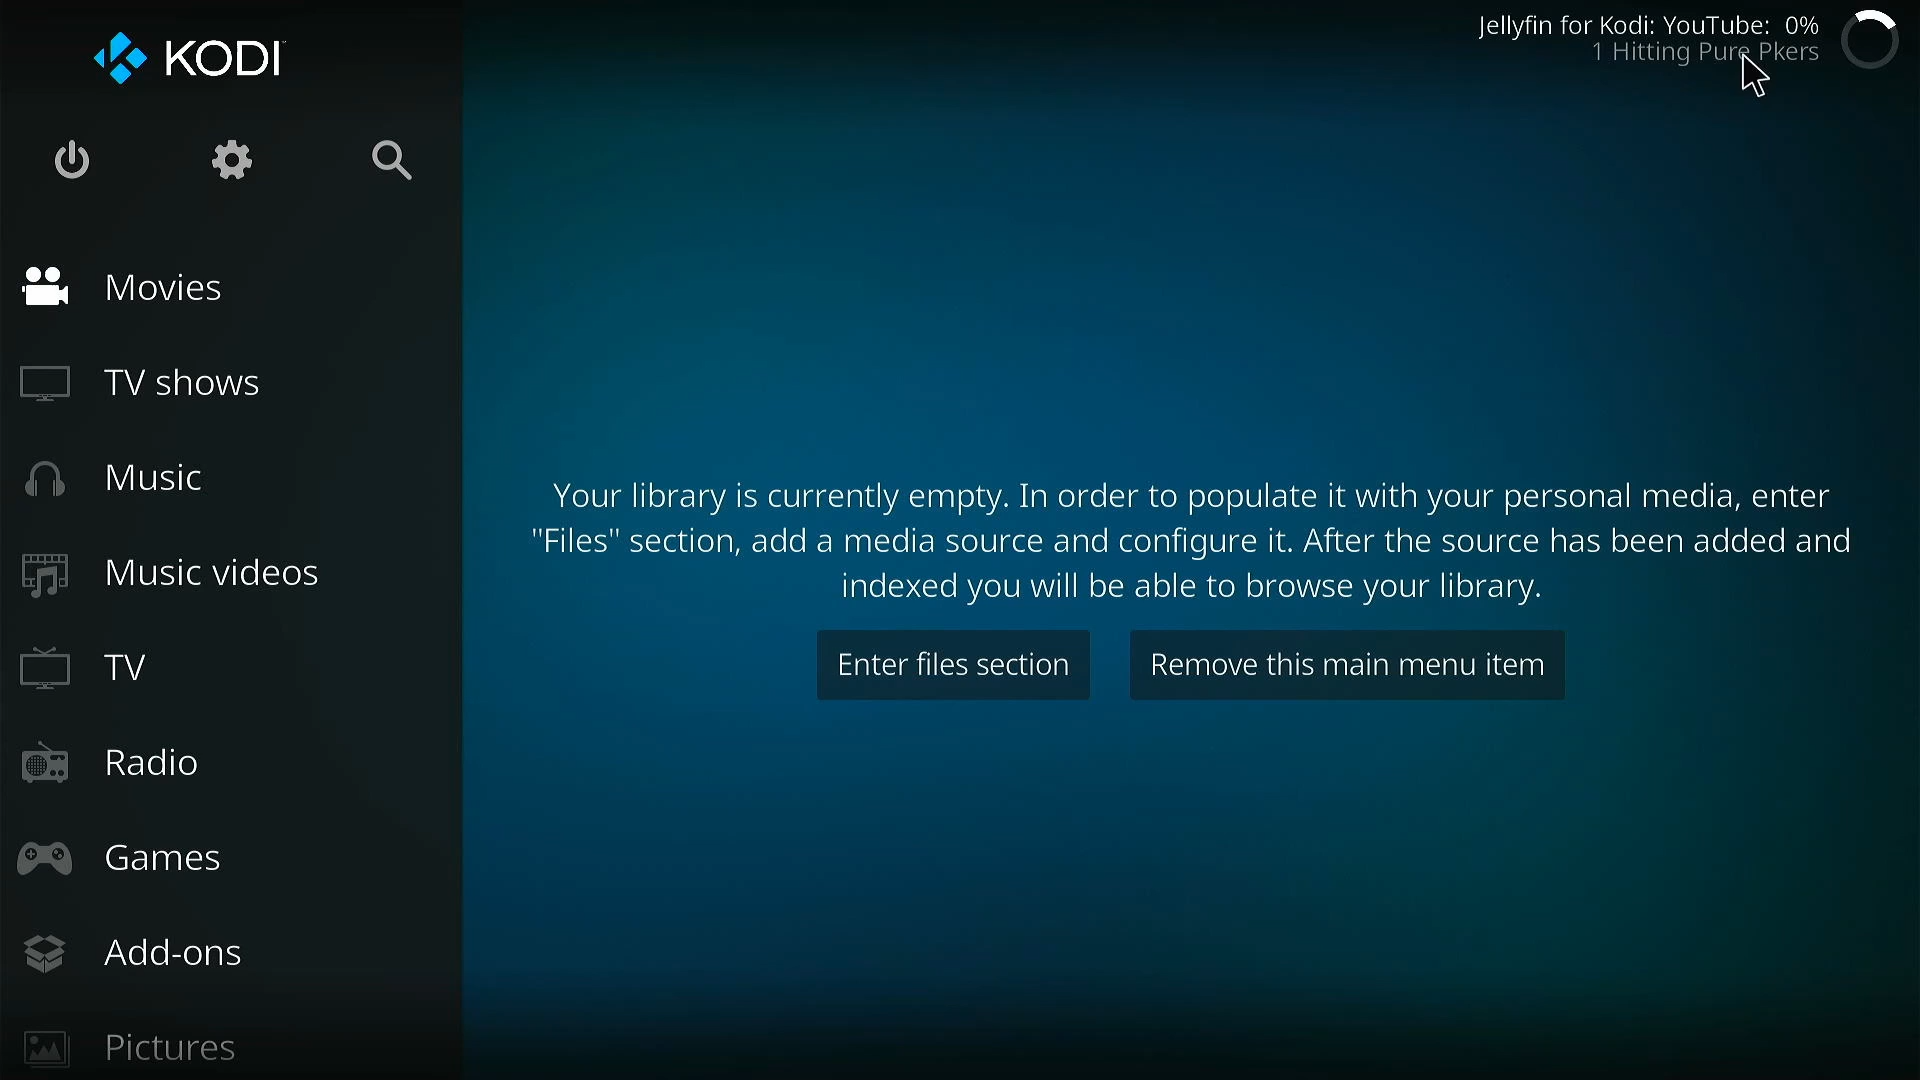 KODI
Jellyfin for Kodi: YouTube: 0%
1 Hitting Pure Pkers
Movies
TV shows
Music
Music videos
TV
Radio
Games
Add-ons
Pictures
Your library is currently empty. In order to populate it with your personal media, enter
"Files" section, add a media source and configure it. After the source has been added and
indexed you will be able to browse your library.
Enter files section
Remove this main menu item